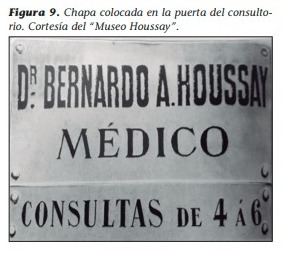 Figura 9. Chapa colocada en la puerta del consulto-
rio. Cortesía del “Museo Houssay”.
DR. BERNARDO A. HOUSSAY
MÉDICO
CONSULTAS DE 4 Á 6